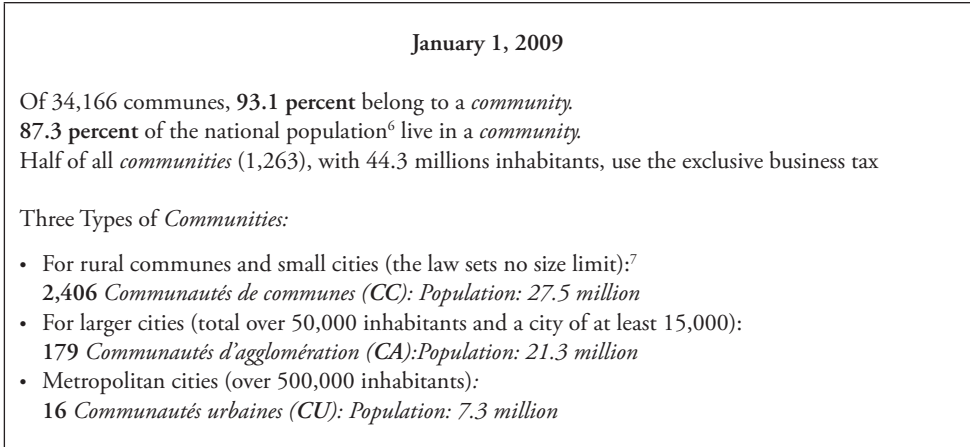 January 1, 2009
Of 34,166 communes, 93.1 percent belong to a community.
87.3 percent of the national population6 live in a community.
Half of all communities (1,263), with 44.3 millions inhabitants, use the exclusive business tax
Three Types of Communities:
• For rural communes and small cities (the law sets no size limit):7
2,406 Communautés de communes (CC): Population: 27.5 million
• For larger cities (total over 50,000 inhabitants and a city of at least 15,000):
179 Communautés d'agglomération (CA):Population: 21.3 million
• Metropolitan cities (over 500,000 inhabitants):
16 Communautés urbaines (CU): Population: 7.3 million